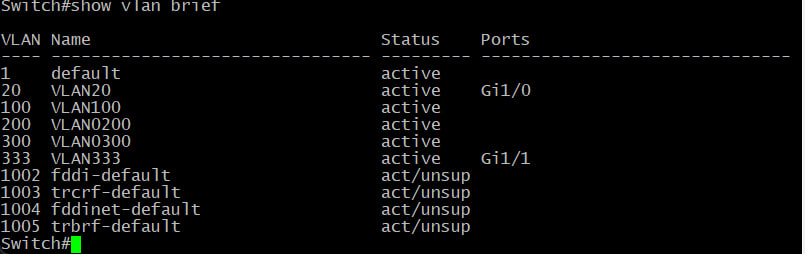 Switch#show vlan brief
VLAN Name                             Status    Ports
---- -------------------------------- --------- -------------------------------
1    default                          active
20   VLAN20                           active    Gi1/0
100  VLAN100                          active
200  VLAN0200                         active
300  VLAN0300                         active
333  VLAN333                          active    Gi1/1
1002 fddi-default                     act/unsup
1003 trcrf-default                    act/unsup
1004 fddinet-default                  act/unsup
1005 trbrf-default                    act/unsup
Switch#